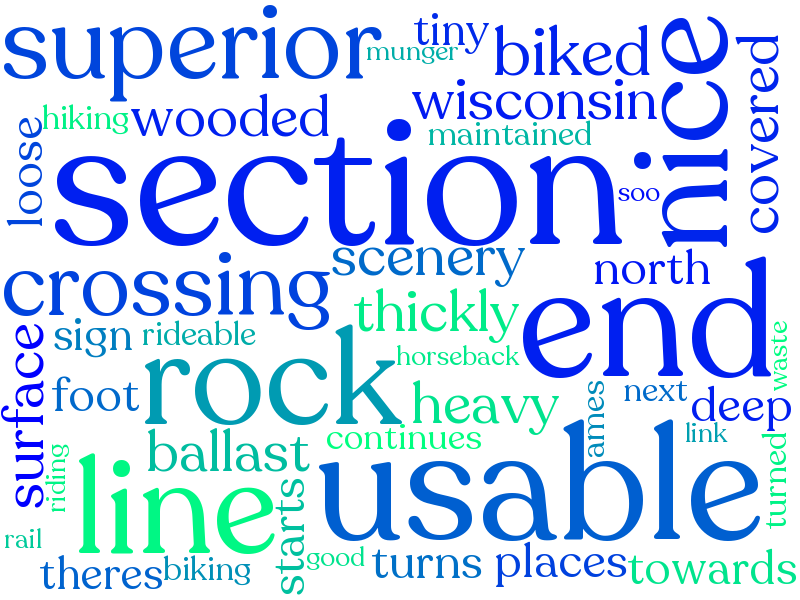 superior
munger
tiny
biked
nice
covered
hiking
wooded
wisconsin
maintained
loose
section
soo
crossing
scenery
north
thickly
end
sign
rideable
surface
rock
horseback
waste
foot
heavy
ames
next
deep
ballast
continues
link
usable
turned
riding
line
starts
rail
theres
biking
good
turns
places
towards